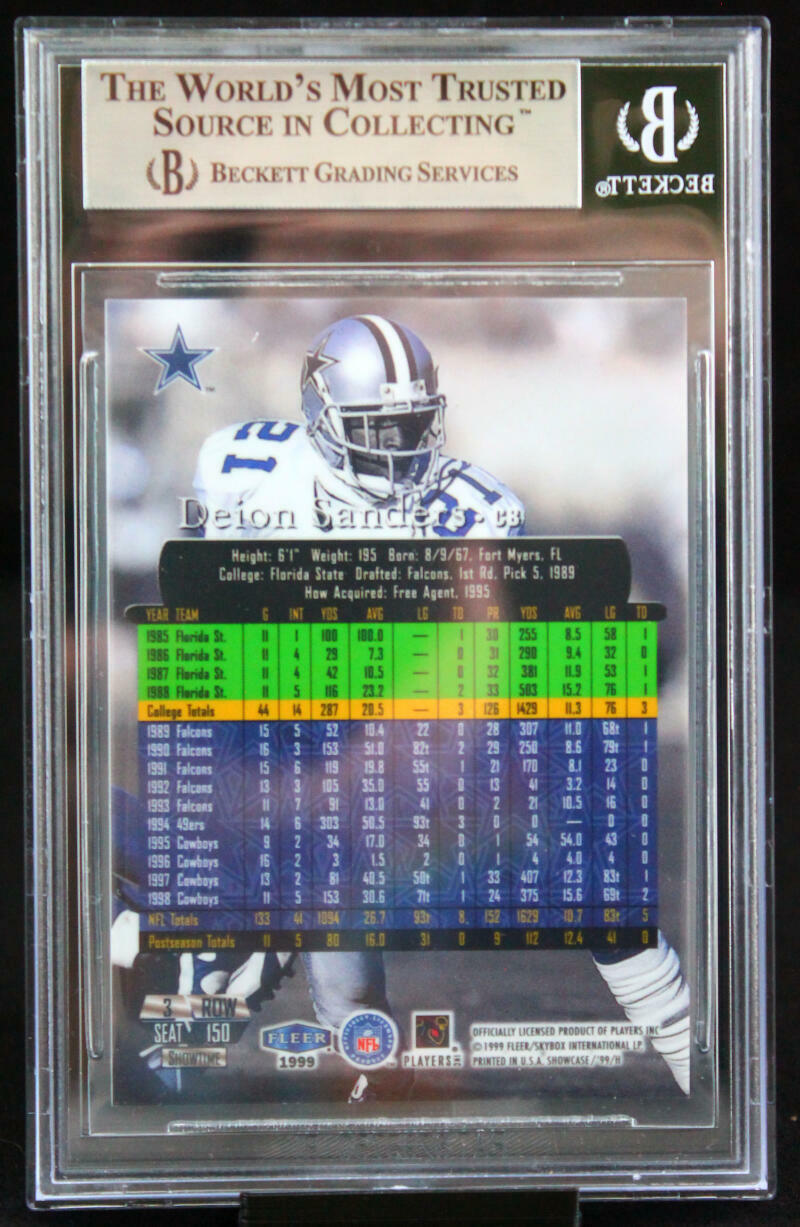 THE WORLD'S MOST TRUSTED
SOURCE IN COLLECTING™
B BECKETT GRADING SERVICES
B
BECKETT®
21
21
™
Deion Sanders · CB
Height: 6'1" Weight: 195 Born: 8/9/67, Fort Myers, FL
College: Florida State Drafted: Falcons, 1st Rd, Pick 5, 1989
How Acquired: Free Agent, 1995
YEAR TEAM G INT YDS AVG LG TD PR YDS AVG LG TD
1985 Florida St. 11 1 100 100.0 — 1 30 255 8.5 58 1
1986 Florida St. 11 4 29 7.3 — 0 31 290 9.4 32 0
1987 Florida St. 11 4 42 10.5 — 0 32 381 11.9 53 1
1988 Florida St. 11 5 116 23.2 — 2 33 503 15.2 76 1
College Totals 44 14 287 20.5 — 3 126 1429 11.3 76 3
1989 Falcons 15 5 52 10.4 22 0 28 307 11.0 68t 1
1990 Falcons 16 3 153 51.0 82t 2 29 250 8.6 79t 1
1991 Falcons 15 6 119 19.8 55t 1 21 170 8.1 23 0
1992 Falcons 13 3 105 35.0 55 0 13 41 3.2 14 0
1993 Falcons 11 7 91 13.0 41 0 2 21 10.5 16 0
1994 49ers 14 6 303 50.5 93t 3 0 0 — 0 0
1995 Cowboys 9 2 34 17.0 34 0 1 54 54.0 43 0
1996 Cowboys 16 2 3 1.5 2 0 1 4 4.0 4 0
1997 Cowboys 13 2 81 40.5 50t 1 33 407 12.3 83t 1
1998 Cowboys 11 5 153 30.6 71t 1 24 375 15.6 69t 2
NFL Totals 133 41 1094 26.7 93t 8 152 1629 10.7 83t 5
Postseason Totals 11 5 80 16.0 31 0 9 112 12.4 41 0
3 ROW
SEAT 150
SHOWTIME
FLEER
1999
NFL
PLAYERS INC
OFFICIALLY LICENSED PRODUCT OF PLAYERS INC
©1999 FLEER/SKYBOX INTERNATIONAL LP
PRINTED IN U.S.A. SHOWCASE/'99/H